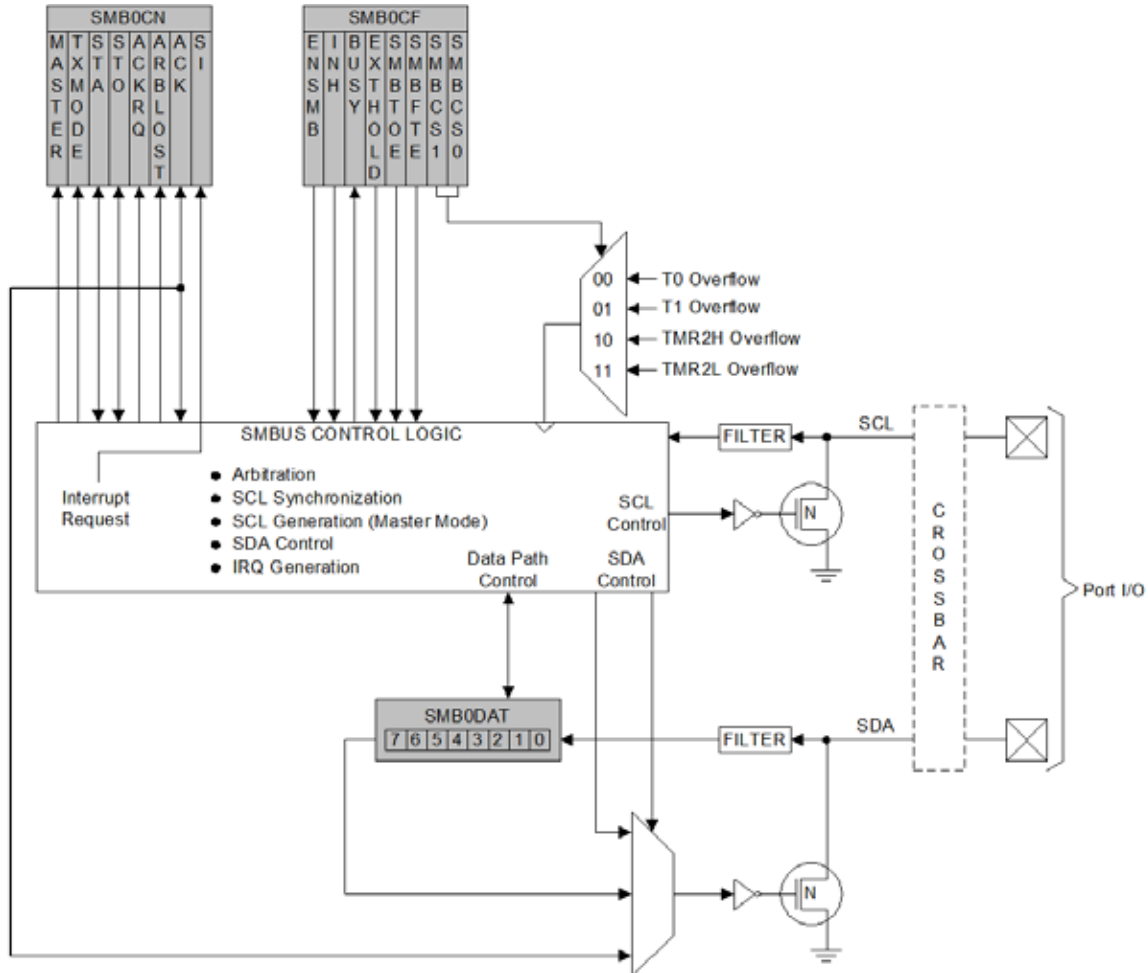 SMB0CN
MASTER
TXMODE
STA
STO
ACKRQ
ARBLOST
ACK
SI
SMB0CF
ENSMB
INH
BUSY
EXTHOLD
SMBTOE
SMBFTE
SMBCS1
SMBCS0
00
T0 Overflow
01
T1 Overflow
10
TMR2H Overflow
11
TMR2L Overflow
SMBUS CONTROL LOGIC
Interrupt
Request
Arbitration
SCL Synchronization
SCL Generation (Master Mode)
SDA Control
IRQ Generation
SCL
Control
Data Path
Control
SDA
Control
FILTER
SCL
N
CROSSBAR
Port I/O
SMB0DAT
7 6 5 4 3 2 1 0
FILTER
SDA
N